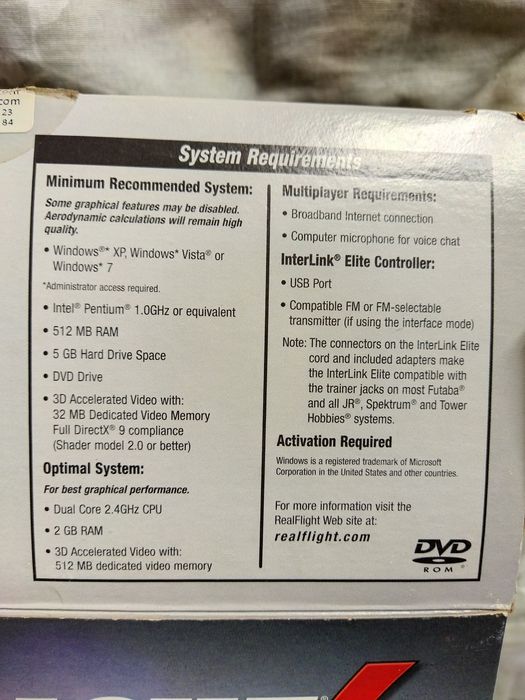 com
23
84
System Requirements
Minimum Recommended System:
Some graphical features may be disabled.
Aerodynamic calculations will remain high
quality.
• Windows®* XP, Windows* Vista® or
Windows* 7
*Administrator access required.
• Intel® Pentium® 1.0GHz or equivalent
• 512 MB RAM
• 5 GB Hard Drive Space
• DVD Drive
• 3D Accelerated Video with:
32 MB Dedicated Video Memory
Full DirectX® 9 compliance
(Shader model 2.0 or better)
Optimal System:
For best graphical performance.
• Dual Core 2.4GHz CPU
• 2 GB RAM
• 3D Accelerated Video with:
512 MB dedicated video memory
Multiplayer Requirements:
• Broadband Internet connection
• Computer microphone for voice chat
InterLink® Elite Controller:
• USB Port
• Compatible FM or FM-selectable
transmitter (if using the interface mode)
Note: The connectors on the InterLink Elite
cord and included adapters make
the InterLink Elite compatible with
the trainer jacks on most Futaba®
and all JR®, Spektrum® and Tower
Hobbies® systems.
Activation Required
Windows is a registered trademark of Microsoft
Corporation in the United States and other countries.
For more information visit the
RealFlight Web site at:
realflight.com
DVD
ROM